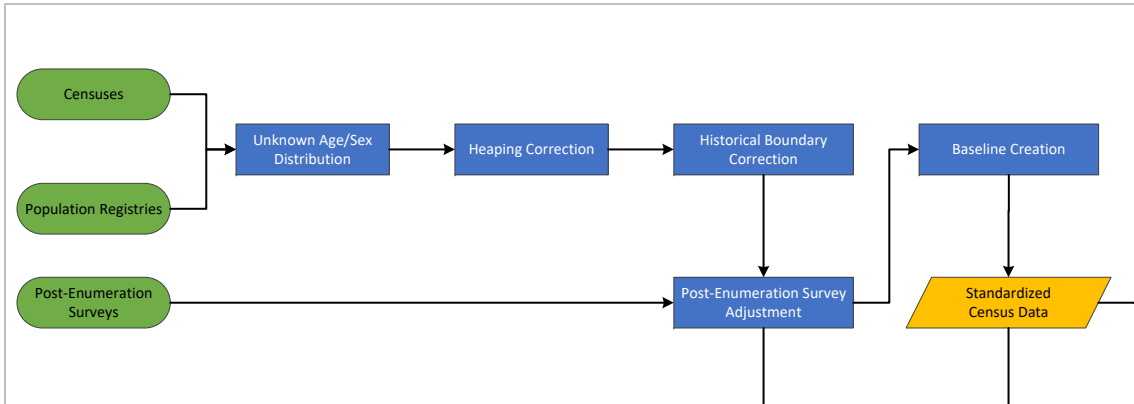 Censuses
Unknown Age/Sex
Distribution
Heaping Correction
Historical Boundary
Correction
Baseline Creation
Population Registries
Post-Enumeration
Surveys
Post-Enumeration Survey
Adjustment
Standardized
Census Data